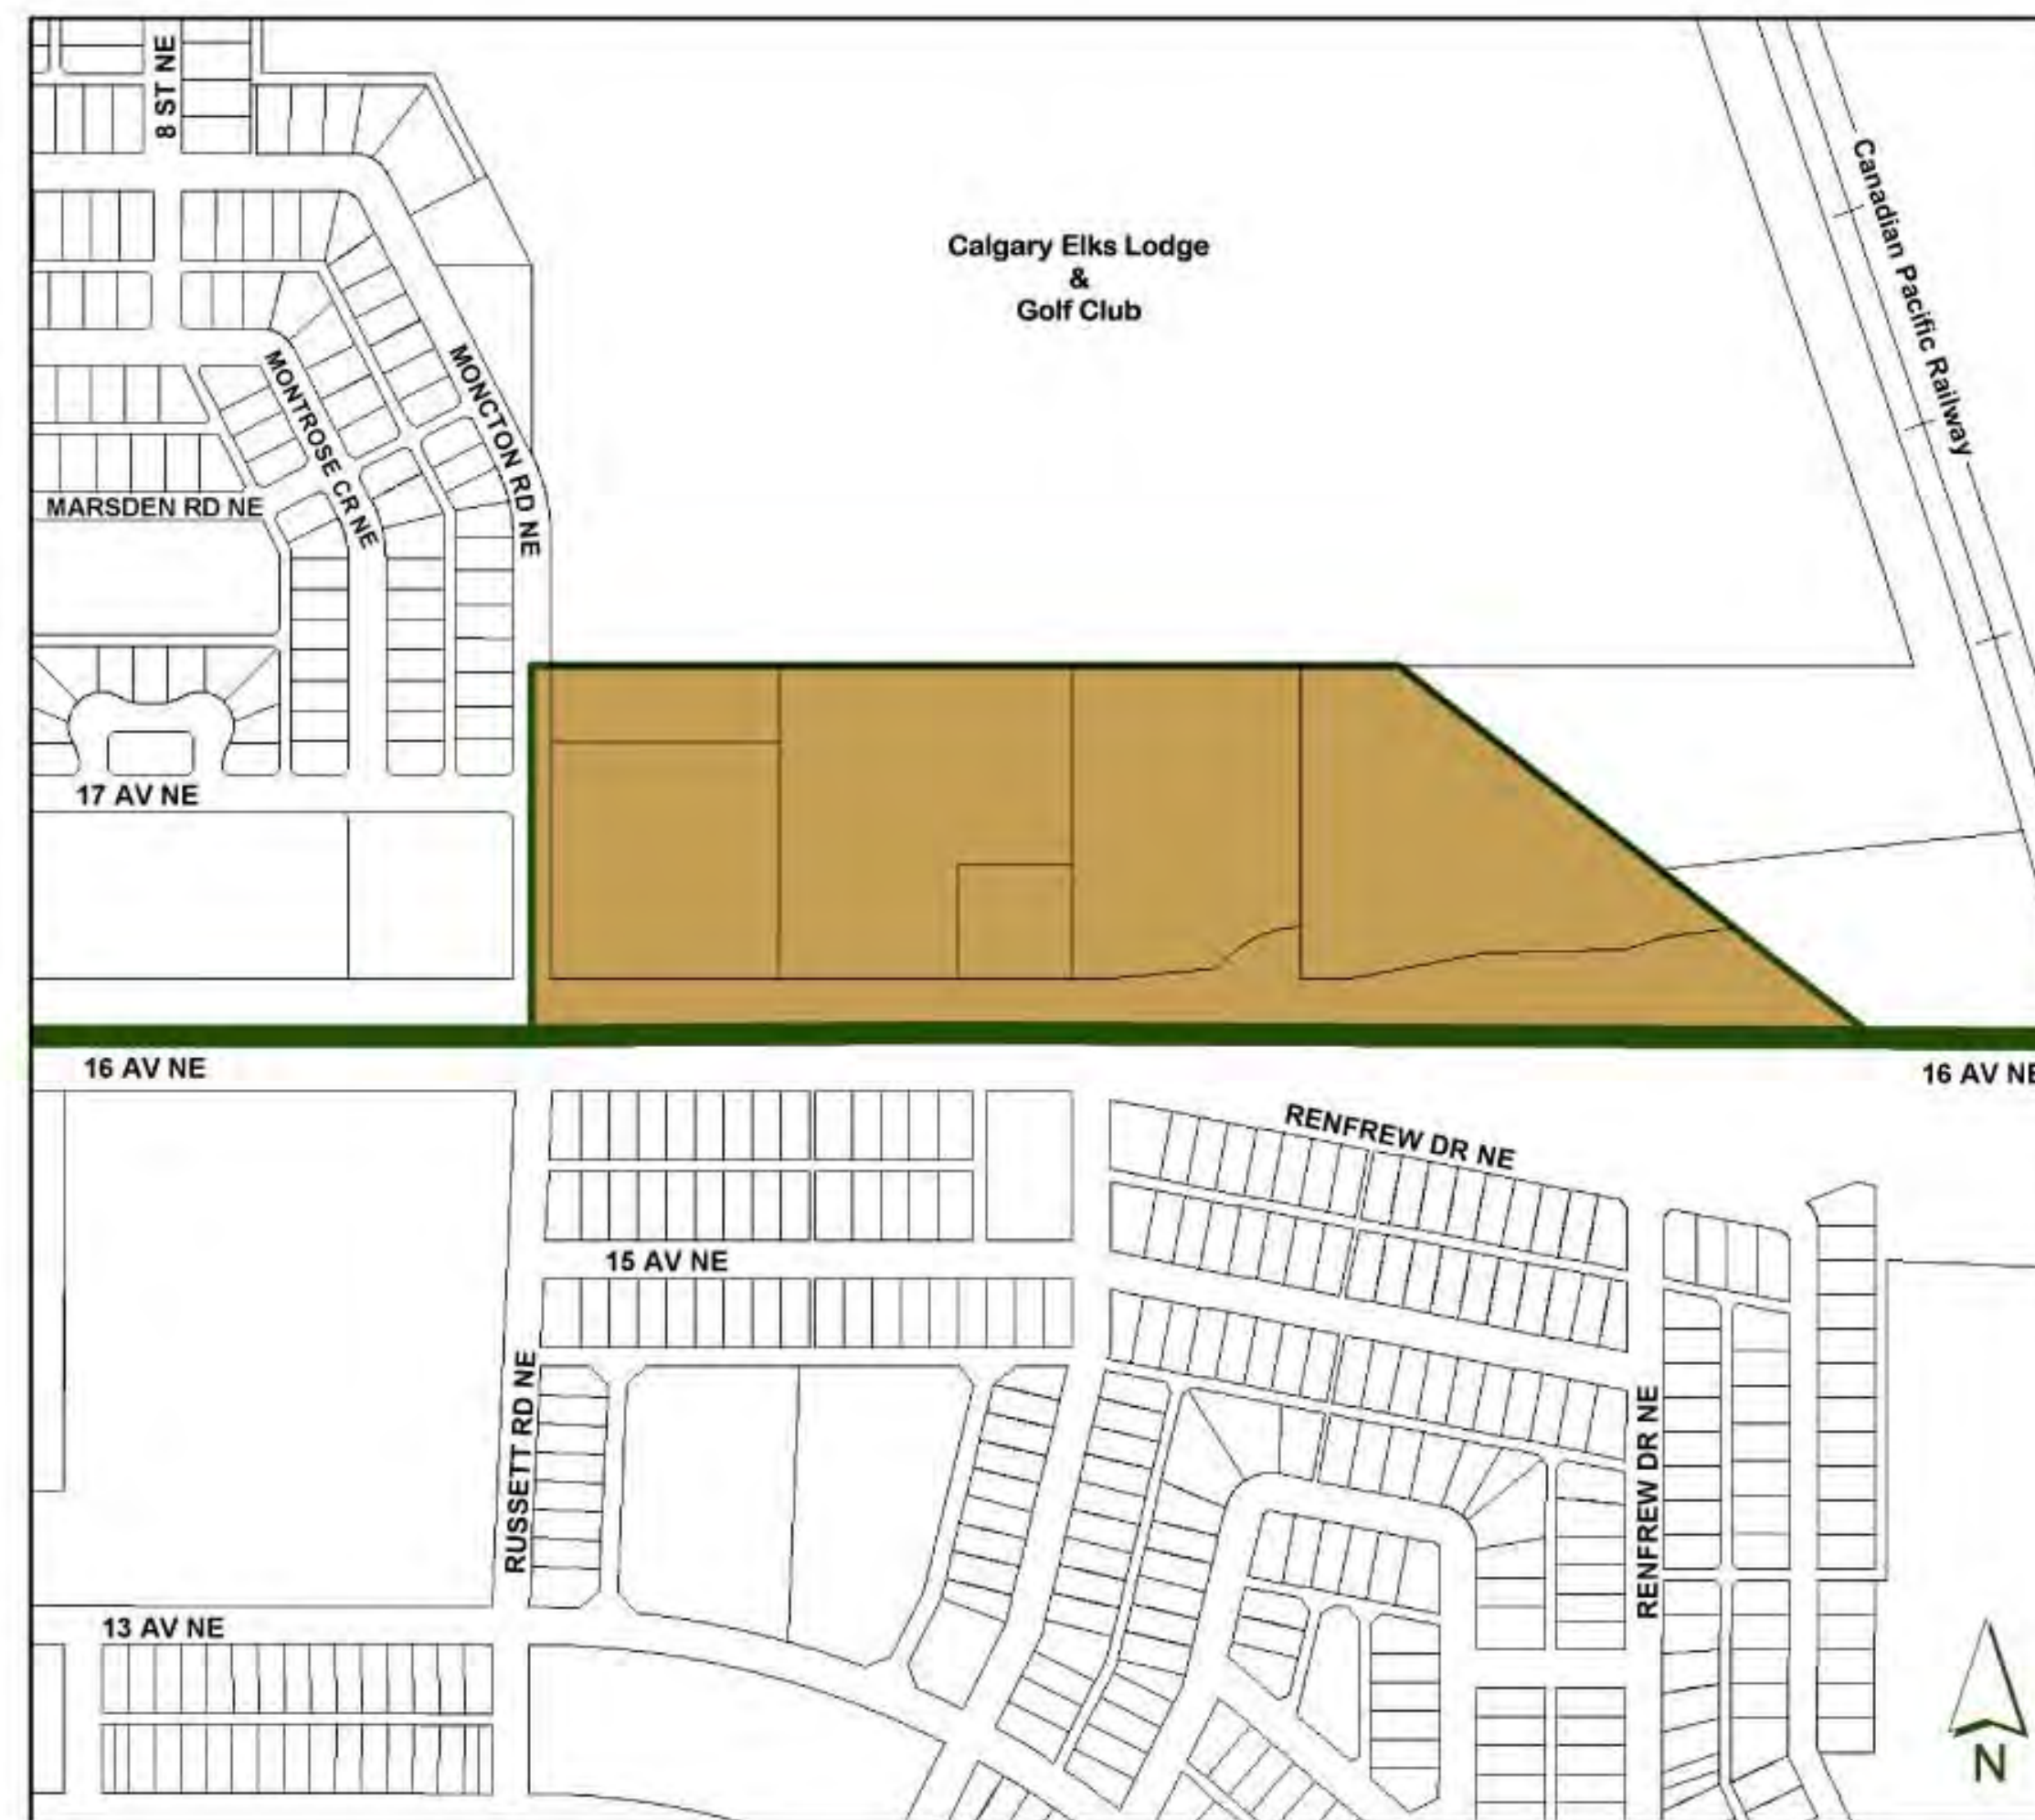 8 ST NE
Canadian Pacific Railway
Calgary Elks Lodge
&
Golf Club
MONTROSE CR NE
MONCTON RD NE
MARSDEN RD NE
17 AV NE
16 AV NE
16 AV NE
RENFREW DR NE
15 AV NE
RUSSETT RD NE
RENFREW DR NE
13 AV NE
N